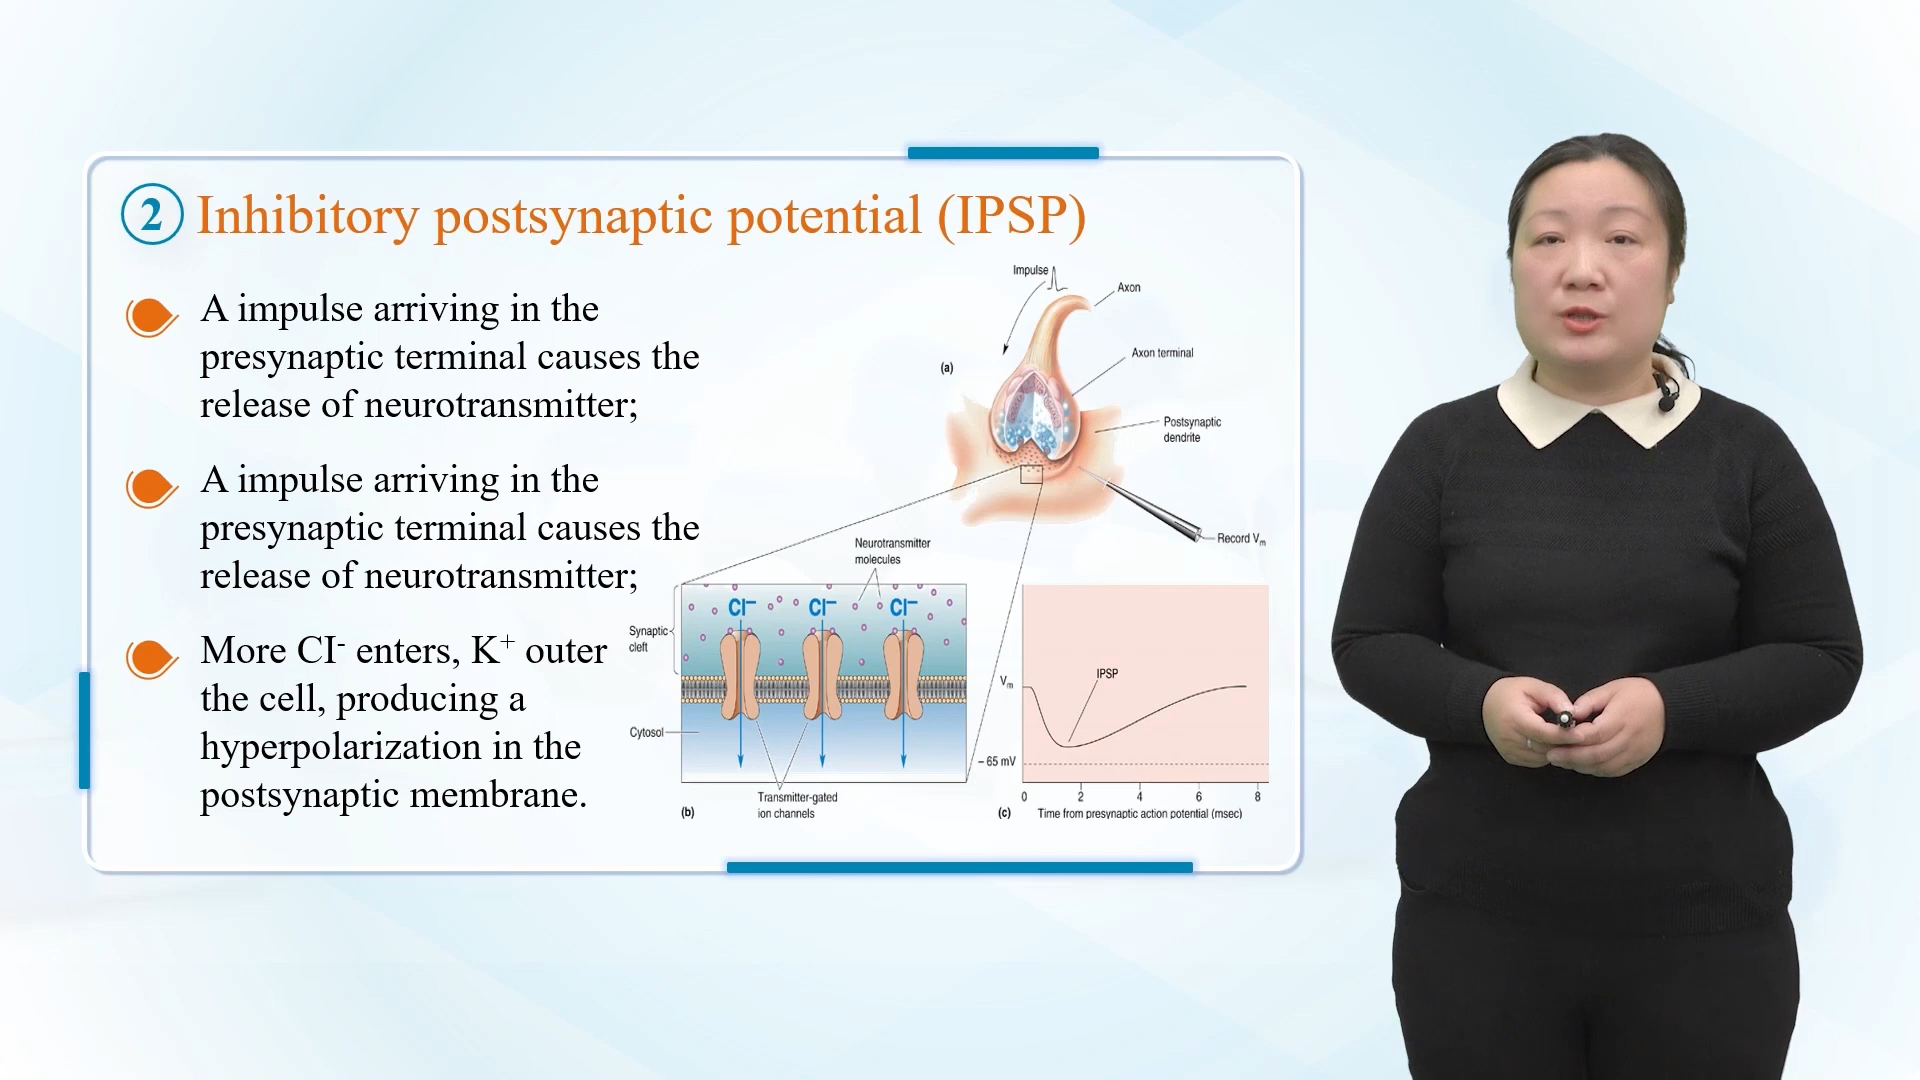 2 Inhibitory postsynaptic potential (IPSP)
A impulse arriving in the
presynaptic terminal causes the
release of neurotransmitter;
A impulse arriving in the
presynaptic terminal causes the
release of neurotransmitter;
More CI- enters, K+ outer
the cell, producing a
hyperpolarization in the
postsynaptic membrane.
Impulse
Axon
(a)
Axon terminal
Postsynaptic
dendrite
Record Vm
Neurotransmitter
molecules
Cl– Cl– Cl–
Synaptic
cleft
Cytosol
Transmitter-gated
ion channels
(b)
Vm
IPSP
– 65 mV
0 2 4 6 8
(c) Time from presynaptic action potential (msec)